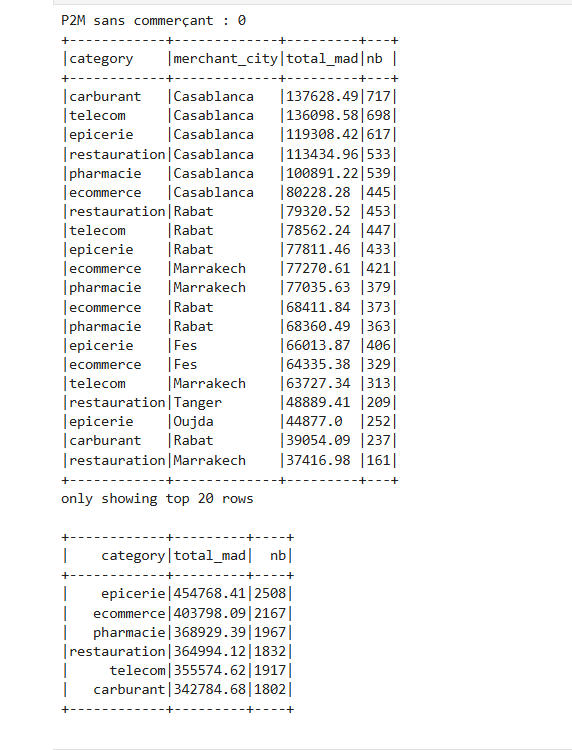 P2M sans commerçant : 0
+------------+-------------+---------+---+
|category    |merchant_city|total_mad|nb |
+------------+-------------+---------+---+
|carburant   |Casablanca   |137628.49|717|
|telecom     |Casablanca   |136098.58|698|
|epicerie    |Casablanca   |119308.42|617|
|restauration|Casablanca   |113434.96|533|
|pharmacie   |Casablanca   |100891.22|539|
|ecommerce   |Casablanca   |80228.28 |445|
|restauration|Rabat        |79320.52 |453|
|telecom     |Rabat        |78562.24 |447|
|epicerie    |Rabat        |77811.46 |433|
|ecommerce   |Marrakech    |77270.61 |421|
|pharmacie   |Marrakech    |77035.63 |379|
|ecommerce   |Rabat        |68411.84 |373|
|pharmacie   |Rabat        |68360.49 |363|
|epicerie    |Fes          |66013.87 |406|
|ecommerce   |Fes          |64335.38 |329|
|telecom     |Marrakech    |63727.34 |313|
|restauration|Tanger       |48889.41 |209|
|epicerie    |Oujda        |44877.0  |252|
|carburant   |Rabat        |39054.09 |237|
|restauration|Marrakech    |37416.98 |161|
+------------+-------------+---------+---+
only showing top 20 rows

+------------+---------+----+
|    category|total_mad|  nb|
+------------+---------+----+
|    epicerie|454768.41|2508|
|   ecommerce|403798.09|2167|
|   pharmacie|368929.39|1967|
|restauration|364994.12|1832|
|     telecom|355574.62|1917|
|   carburant|342784.68|1802|
+------------+---------+----+